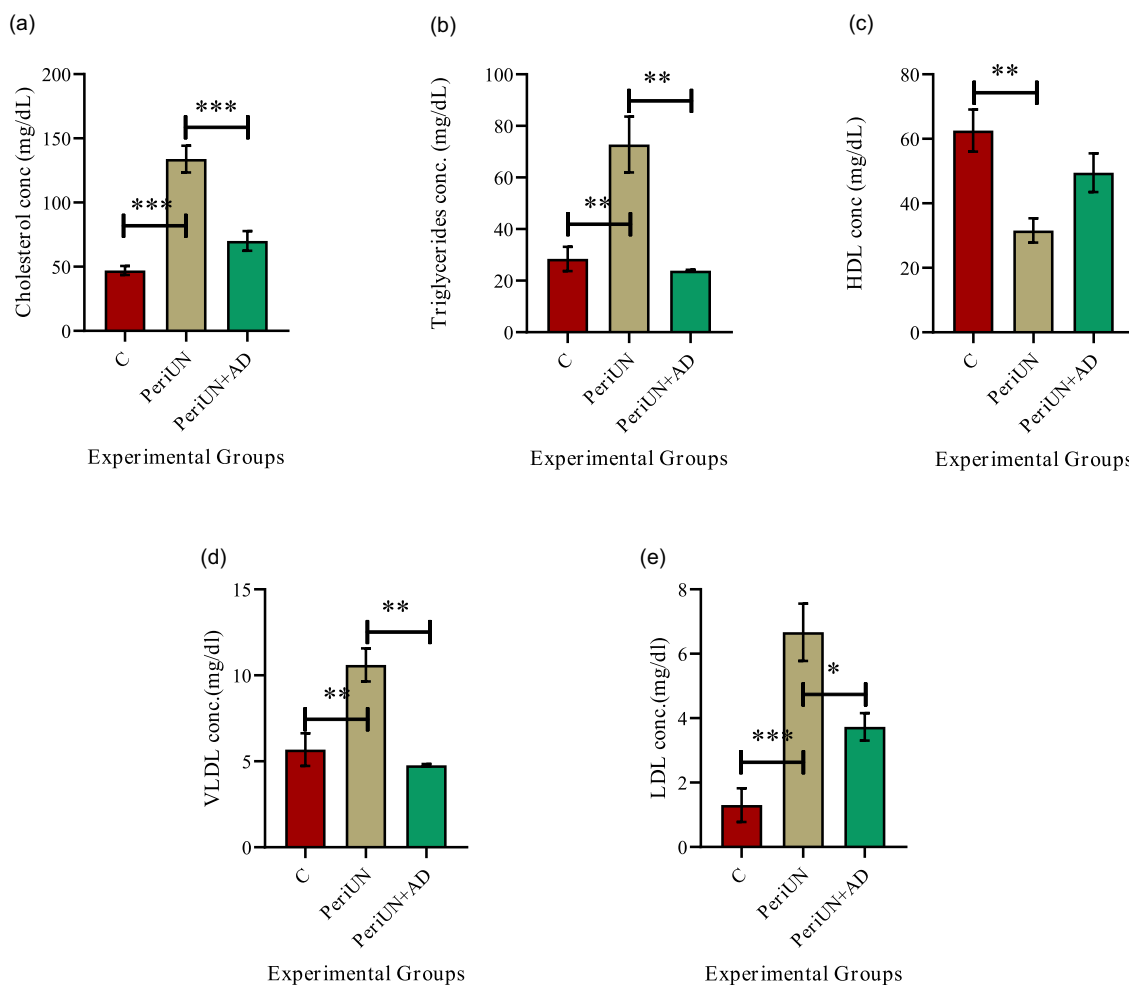 (a)
Cholesterol conc (mg/dL)
200
150
100
50
0
***
***
C
PeriUN
PeriUN+AD
Experimental Groups
(b)
Triglycerides conc. (mg/dL)
100
80
60
40
20
0
**
**
C
PeriUN
PeriUN+AD
Experimental Groups
(c)
HDL conc (mg/dL)
80
60
40
20
0
**
C
PeriUN
PeriUN+AD
Experimental Groups
(d)
VLDL conc.(mg/dl)
15
10
5
0
**
**
C
PeriUN
PeriUN+AD
Experimental Groups
(e)
LDL conc.(mg/dl)
8
6
4
2
0
*
***
C
PeriUN
PeriUN+AD
Experimental Groups